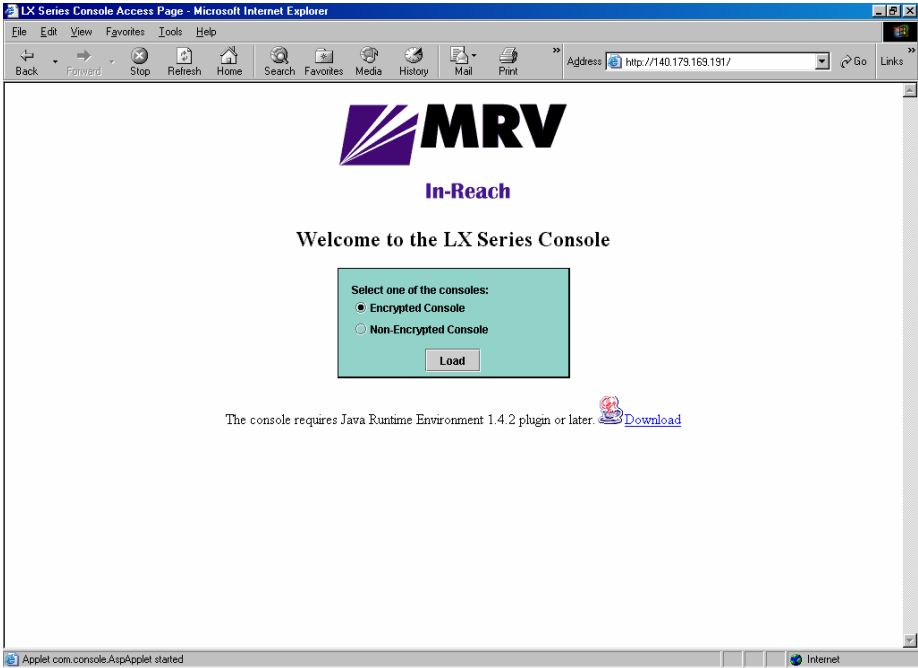 LX Series Console Access Page - Microsoft Internet Explorer
File Edit View Favorites Tools Help
Back Forward Stop Refresh Home Search Favorites Media History Mail Print » Address http://140.179.169.191/ Go Links »
MRV
In-Reach
Welcome to the LX Series Console
Select one of the consoles:
Encrypted Console
Non-Encrypted Console
Load
The console requires Java Runtime Environment 1.4.2 plugin or later. Download
Applet com.console.AspApplet started Internet